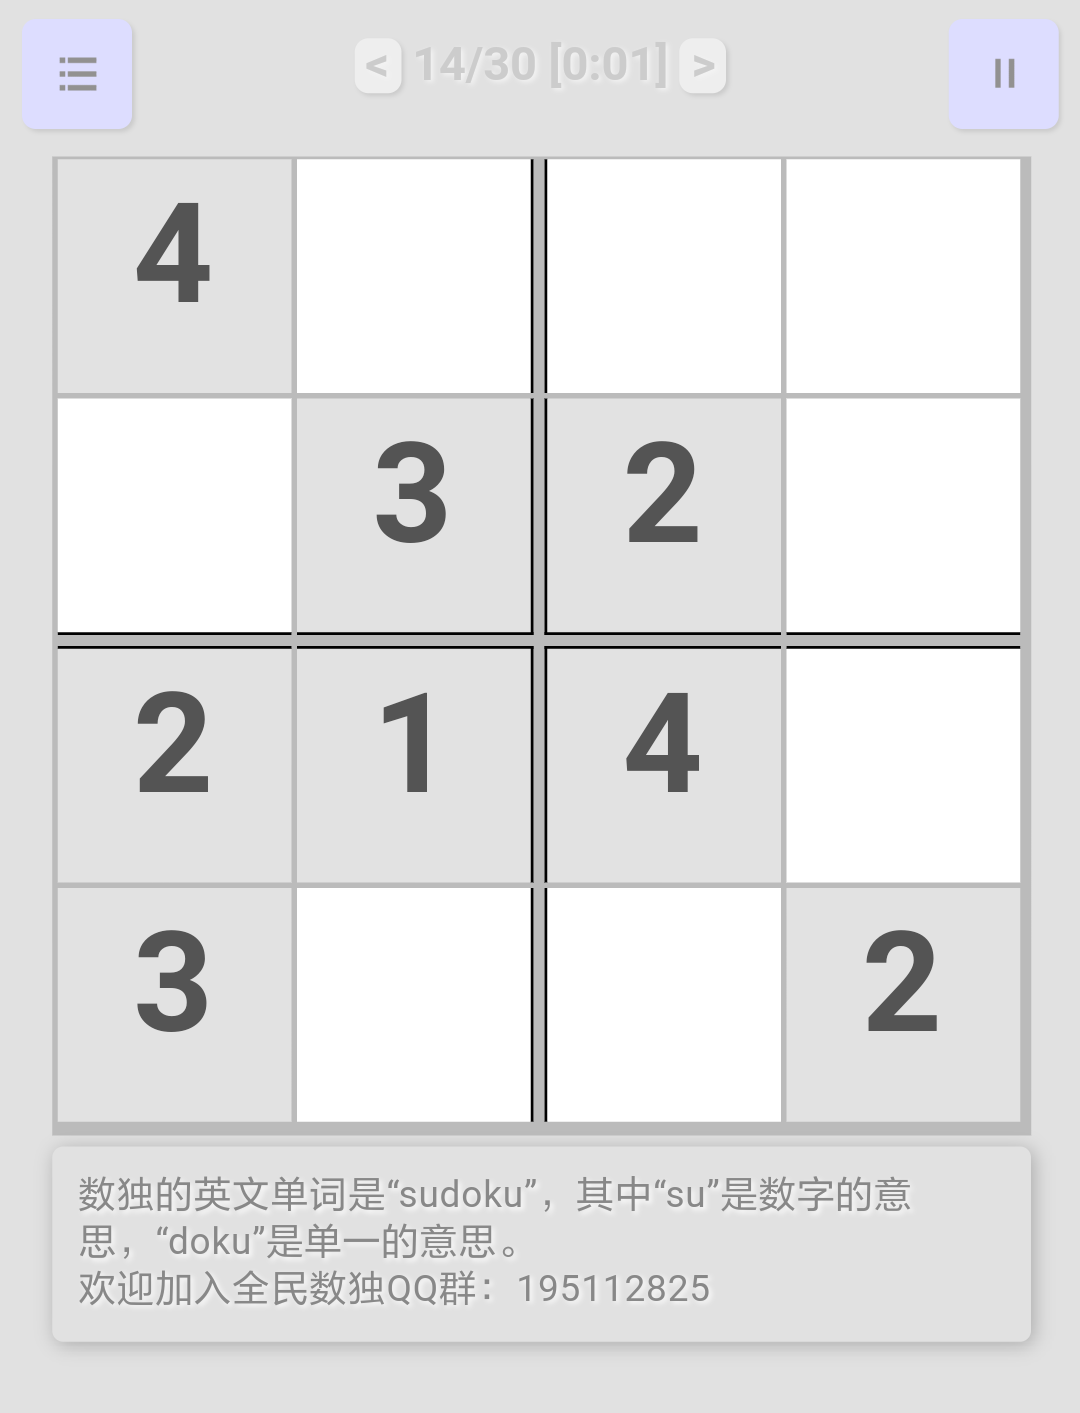 < 14/30 [0:01] >
4
3 2
2 1 4
3 2
数独的英文单词是“sudoku”，其中“su”是数字的意
思，“doku”是单一的意思。
欢迎加入全民数独QQ群：195112825